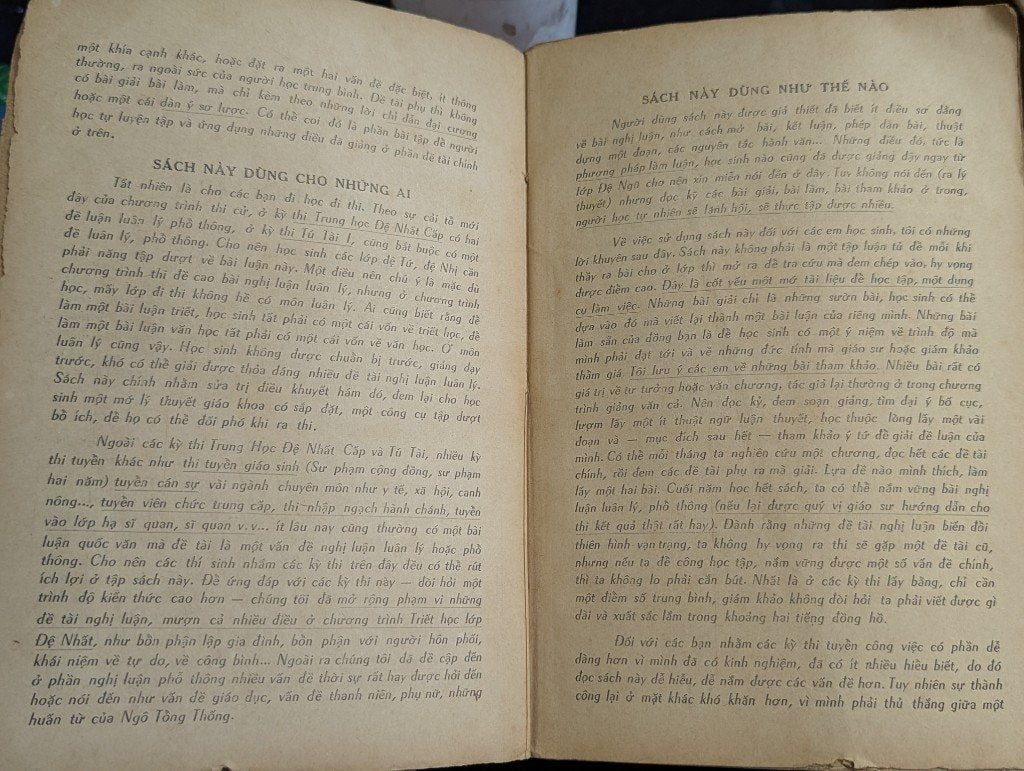 một khía cạnh khác, hoặc đặt ra một hai văn đề đặc biệt, ít thông
thường, ra ngoài sức của người học trung bình. Đề tài phụ thì không
có bài giải bài làm, mà chỉ kèm theo những lời chỉ dẫn đại cương
hoặc một cái dàn ý sơ lược. Có thể coi đó là phần bài tập để người
học tự luyện tập và ứng dụng những điều đã giảng ở phần đề tài chính
ở trên.
SÁCH NÀY DÙNG CHO NHỮNG AI
Tất nhiên là cho các bạn đi học đi thi. Theo sự cải tổ mới
đây của chương trình thi cử, ở kỳ thi Trung học Đệ Nhất Cấp có hai
đề luận luân lý phổ thông, ở kỳ thi Tú Tài I, cũng bắt buộc có một
đề luân lý, phổ thông. Cho nên học sinh các lớp đệ Tứ, đệ Nhị cần
phải năng tập dượt về bài luận này. Một điều nên chú ý là mặc dù
chương trình thi đề cao bài nghị luận luân lý, nhưng ở chương trình
học, mấy lớp đi thi không hề có môn luân lý. Ai cũng biết rằng để
làm một bài luận triết, học sinh tất phải có một cái vốn về triết học, để
làm một bài luận văn học tất phải có một cái vốn về văn học. Ở môn
luân lý cũng vậy. Học sinh không được chuẩn bị trước, giảng dạy
trước, khó có thể giải được thỏa đáng nhiều đề tài nghị luận luân lý.
Sách này chính nhằm sửa trị điều khuyết hám đó, đem lại cho học
sinh một mớ lý thuyết giáo khoa có sắp đặt, một công cụ tập dượt
bồ ích, để họ có thể đối phó khi ra thi.
Ngoài các kỳ thi Trung Học Đệ Nhất Cấp và Tú Tài, nhiều kỳ
thi tuyển khác như thi tuyển giáo sinh (Sư phạm cộng đồng, sư phạm
hai năm) tuyển cán sự vài ngành chuyên môn như y tế, xã hội, canh
nông..., tuyển viên chức trung cấp, thi nhập ngạch hành chánh, tuyển
vào lớp hạ sĩ quan, sĩ quan v.v... ít lâu nay cũng thường có một bài
luận quốc văn mà đề tài là một vấn đề nghị luận luân lý hoặc phổ
thông. Cho nên các thí sinh nhắm các kỳ thi trên đây đều có thể rút
ích lợi ở tập sách này. Để ứng đáp với các kỳ thi này — đòi hỏi một
trình độ kiến thức cao hơn — chúng tôi đã mở rộng phạm vi những
đề tài nghị luận, mượn cả nhiều điều ở chương trình Triết học lớp
Đệ Nhất, như bổn phận lập gia đình, bổn phận với người hôn phối,
khái niệm về tự do, về công bình... Ngoài ra chúng tôi đã đề cập đến
ở phần nghị luận phổ thông nhiều vấn đề thời sự rất hay được hỏi đến
hoặc nói đến như vấn đề giáo dục, vấn đề thanh niên, phụ nữ, những
huấn từ của Ngô Tổng Thống.
SÁCH NÀY DÙNG NHƯ THẾ NÀO
Người dùng sách này được giả thiết đã biết ít điều sơ đẳng
về bài nghị luận, như cách mở bài, kết luận, phép dàn bài, thuật
dựng một đoạn, các nguyên tắc hành văn... Những điều đó, tức là
phương pháp làm luận, học sinh nào cũng đã được giảng dạy ngay từ
lớp Đệ Ngũ cho nên xin miễn nói đến ở đây. Tuy không nói đến (ra lý
thuyết) nhưng đọc kỹ các bài giải, bài làm, bài tham khảo ở trong,
người học tự nhiên sẽ lãnh hội, sẽ thực tập được nhiều.
Về việc sử dụng sách này đối với các em học sinh, tôi có những
lời khuyên sau đây. Sách này không phải là một tập luận tủ để mỗi khi
thầy ra bài cho ở lớp thì mở ra để tra cứu mà đem chép vào, hy vọng
được điểm cao. Đây là cốt yếu một mớ tài liệu để học tập, một dụng
cụ làm việc. Những bài giải chỉ là những sườn bài, học sinh có thể
dựa vào đó mà viết lại thành một bài luận của riêng mình. Những bài
làm sẵn của đồng bạn là để học sinh có một ý niệm về trình độ mà
mình phải đạt tới và về những đức tính mà giáo sư hoặc giám khảo
thầm giá. Tôi lưu ý các em về những bài tham khảo. Nhiều bài rất có
giá trị về tư tưởng hoặc văn chương, tác giả lại thường ở trong chương
trình giảng văn cả. Nên đọc kỹ, đem soạn giảng, tìm đại ý bố cục,
lượm lấy một ít thuật ngữ luận thuyết, học thuộc lòng lấy một vài
đoạn và — mục đích sau hết — tham khảo ý tứ để giải đề luận của
mình. Có thể mỗi tháng ta nghiên cứu một chương, đọc hết các đề tài
chính, rồi đem các đề tài phụ ra mà giải. Lựa đề nào mình thích, làm
lấy một hai bài. Cuối năm học hết sách, ta có thể nắm vững bài nghị
luận luân lý, phổ thông (nếu lại được quý vị giáo sư hướng dẫn cho
thì kết quả thật rất hay). Đành rằng những đề tài nghị luận biến đổi
thiên hình vạn trạng, ta không hy vọng ra thi sẽ gặp một đề tài cũ,
nhưng nếu ta để công học tập, nắm vững được một số vấn đề chính,
thì ta không lo phải cắn bút. Nhất là ở các kỳ thi lấy bằng, chỉ cần
một điểm số trung bình, giám khảo không đòi hỏi ta phải viết được gì
dài và xuất sắc lắm trong khoảng hai tiếng đồng hồ.
Đối với các bạn nhằm các kỳ thi tuyển công việc có phần dễ
dàng hơn vì mình đã có kinh nghiệm, đã có ít nhiều hiểu biết, do đó
đọc sách này dễ hiểu, dễ nắm được các vấn đề hơn. Tuy nhiên sự thành
công lại ở mặt khác khó khăn hơn, vì mình phải thủ thắng giữa một